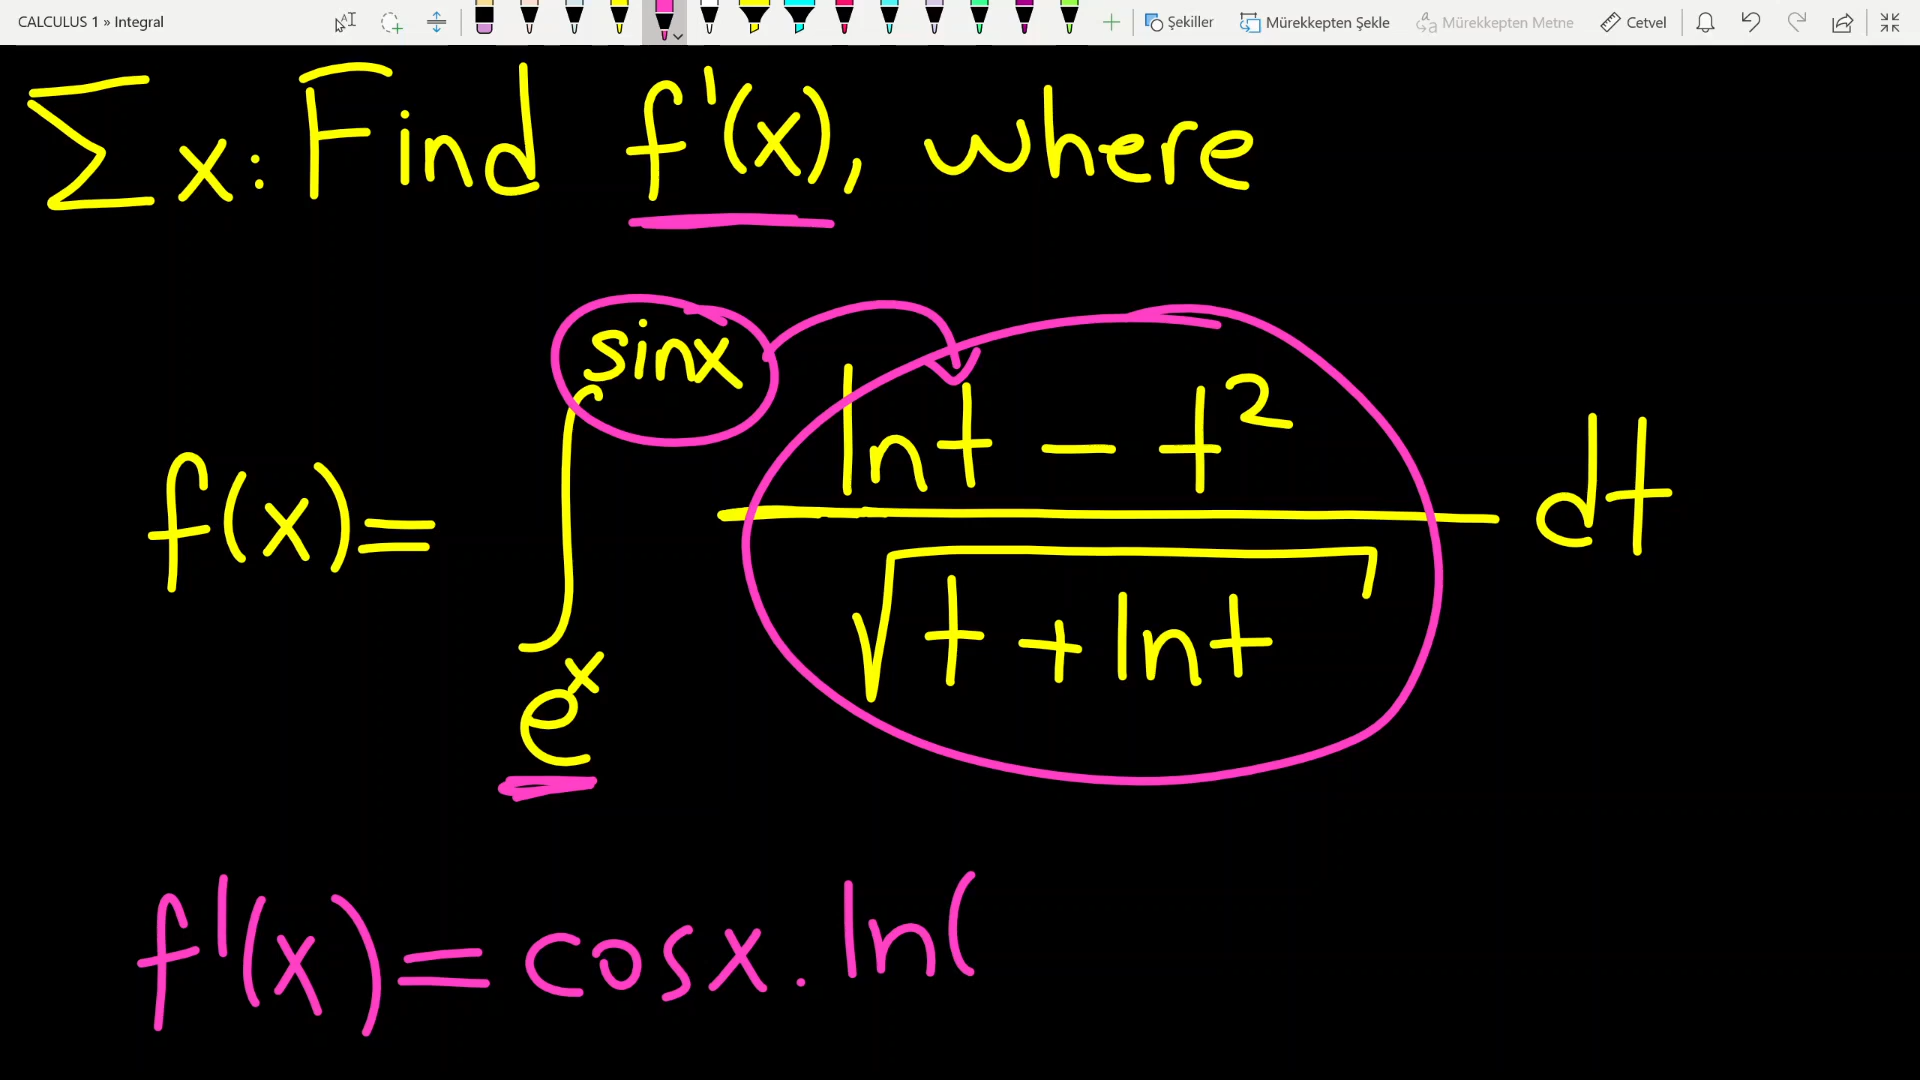 CALCULUS 1 » Integral
Şekiller
Mürekkepten Şekle
Mürekkepten Metne
Cetvel
Σx: Find f'(x), where
f(x) = ∫_{e^x}^{sinx} (lnt - t²)/√(t + lnt) dt
f'(x) = cosx . ln(